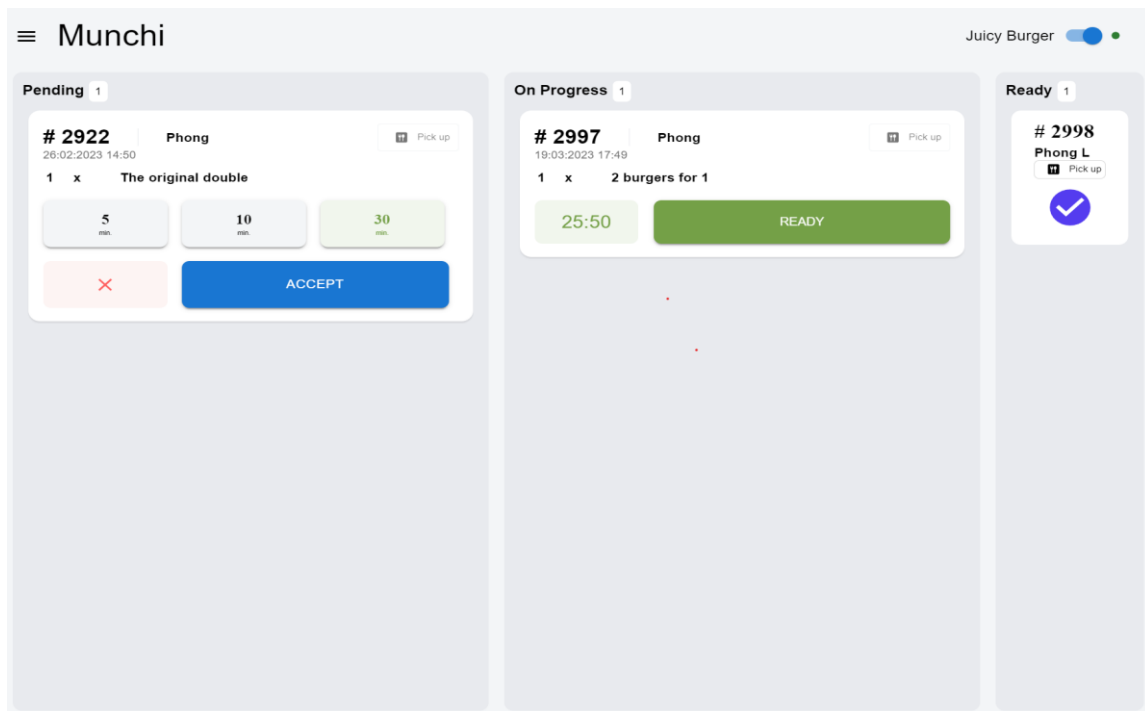 Munchi
Juicy Burger
Pending 1
# 2922 Phong Pick up
26:02:2023 14:50
1 x The original double
5 10 30
min. min. min.
ACCEPT
On Progress 1
# 2997 Phong Pick up
19:03:2023 17:49
1 x 2 burgers for 1
25:50 READY
Ready 1
# 2998
Phong L
Pick up